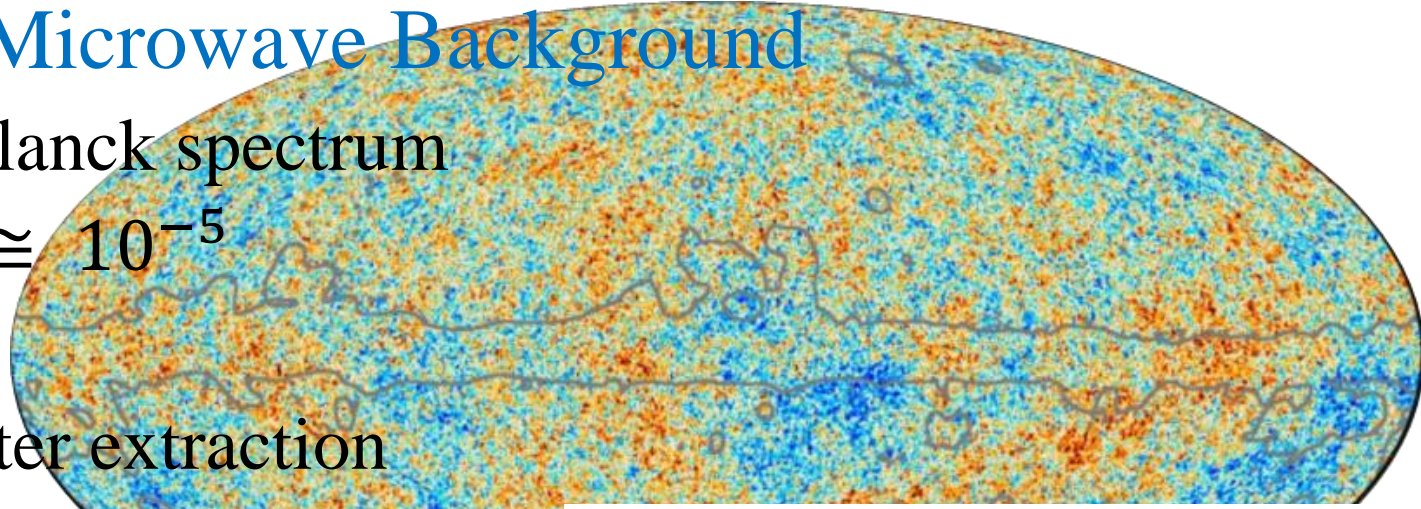 Microwave Background
lanck spectrum
≅ 10⁻⁵
ter extraction